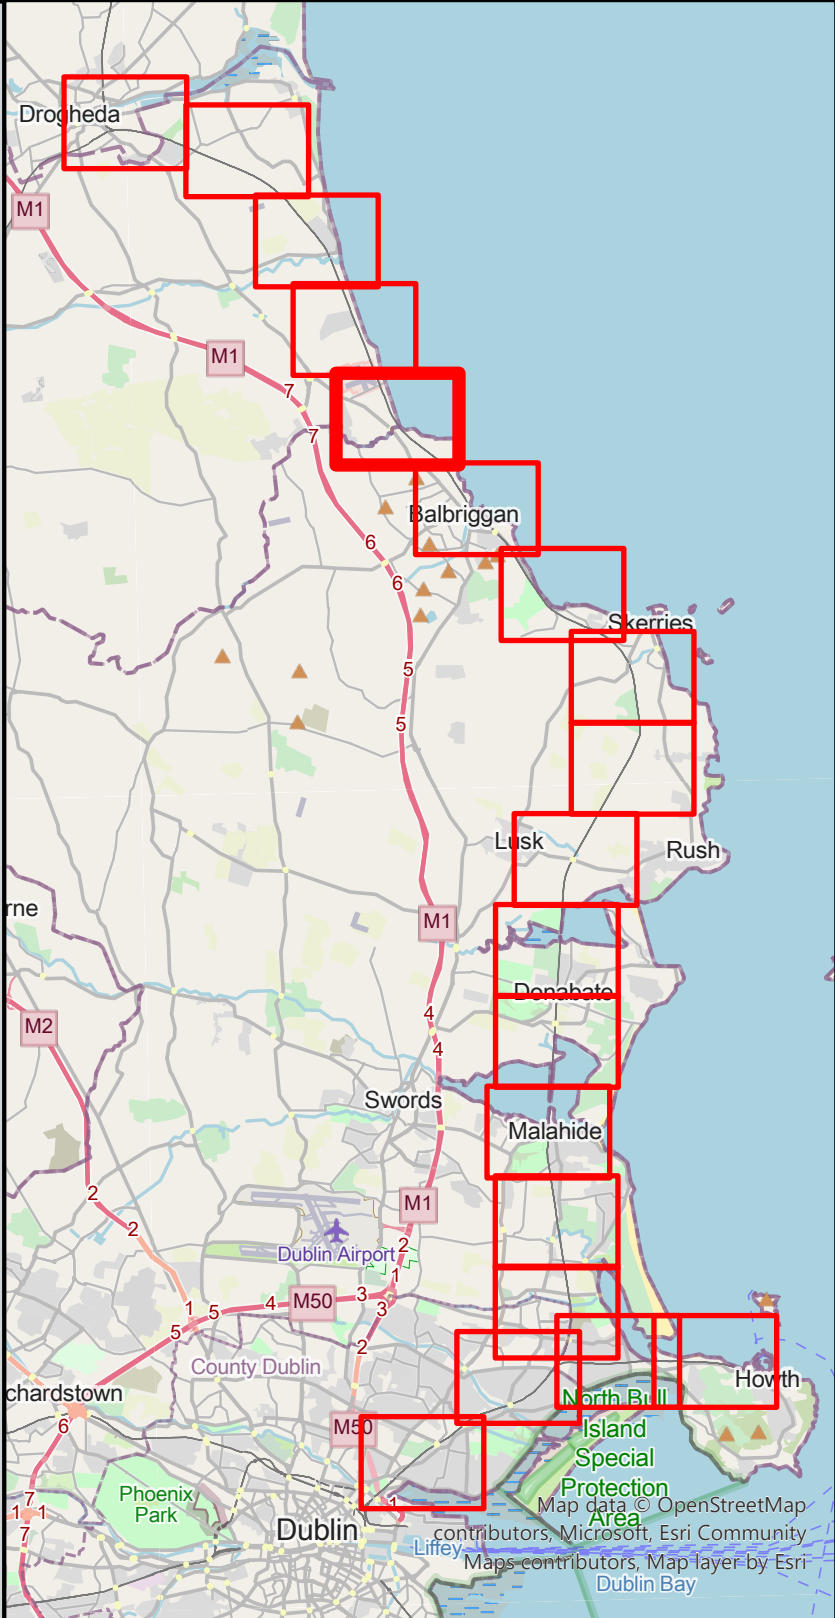 Drogheda
M1
M1
7
7
Balbriggan
6
6
Skerries
5
5
Lusk
Rush
rne
M1
Donabate
M2
4
4
Swords
Malahide
2
M1
2
Dublin Airport
2
1
M50
3
4
5
1
3
5
2
County Dublin
Howth
chardstown
North Bull
Island
Special
Protection
Area
M50
6
Phoenix
Park
7
1
1
1
7
Dublin
Liffey
Map data © OpenStreetMap
contributors, Microsoft, Esri Community
Maps contributors, Map layer by Esri
Dublin Bay